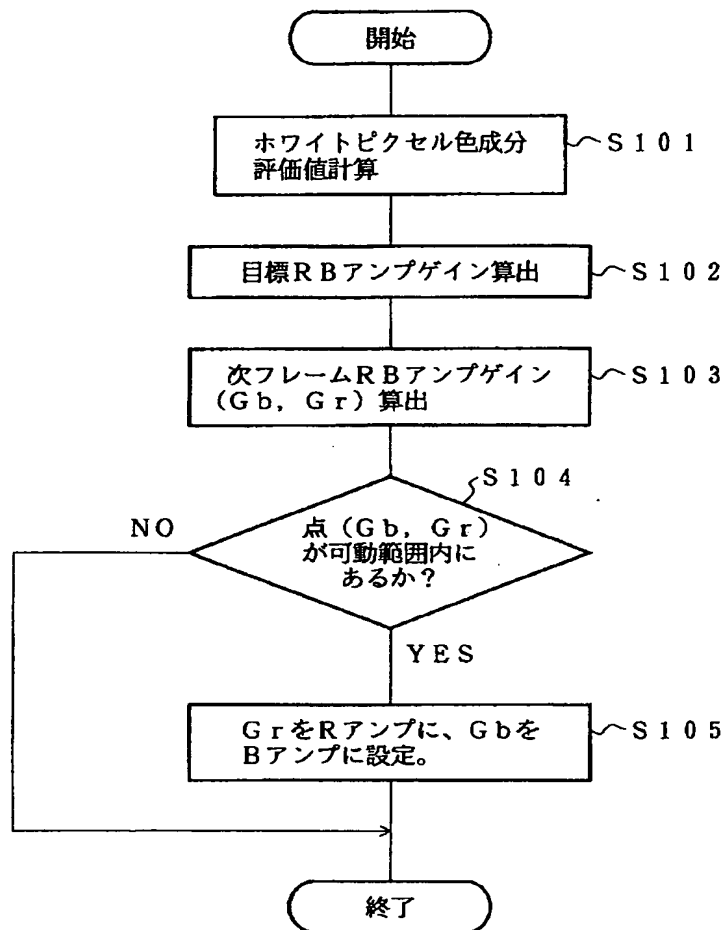 開始
ホワイトピクセル色成分
評価値計算
S101
目標RBアンプゲイン算出
S102
次フレームRBアンプゲイン
(Gb, Gr) 算出
S103
S104
NO
点 (Gb, Gr)
が可動範囲内に
あるか?
YES
GrをRアンプに、Gbを
Bアンプに設定。
S105
終了